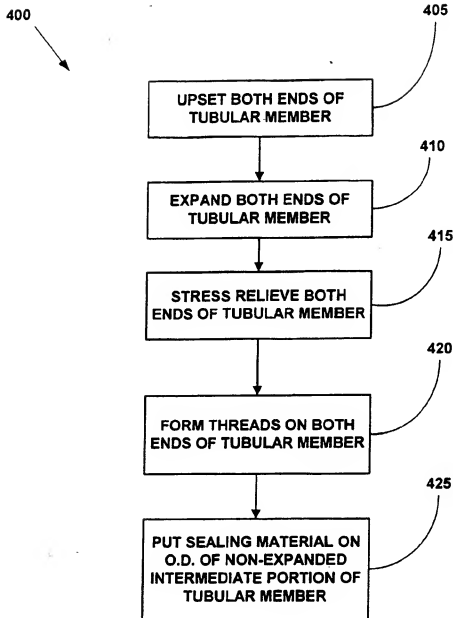 400
405
UPSET BOTH ENDS OF
TUBULAR MEMBER
410
EXPAND BOTH ENDS OF
TUBULAR MEMBER
415
STRESS RELIEVE BOTH
ENDS OF TUBULAR MEMBER
420
FORM THREADS ON BOTH
ENDS OF TUBULAR MEMBER
425
PUT SEALING MATERIAL ON
O.D. OF NON-EXPANDED
INTERMEDIATE PORTION OF
TUBULAR MEMBER